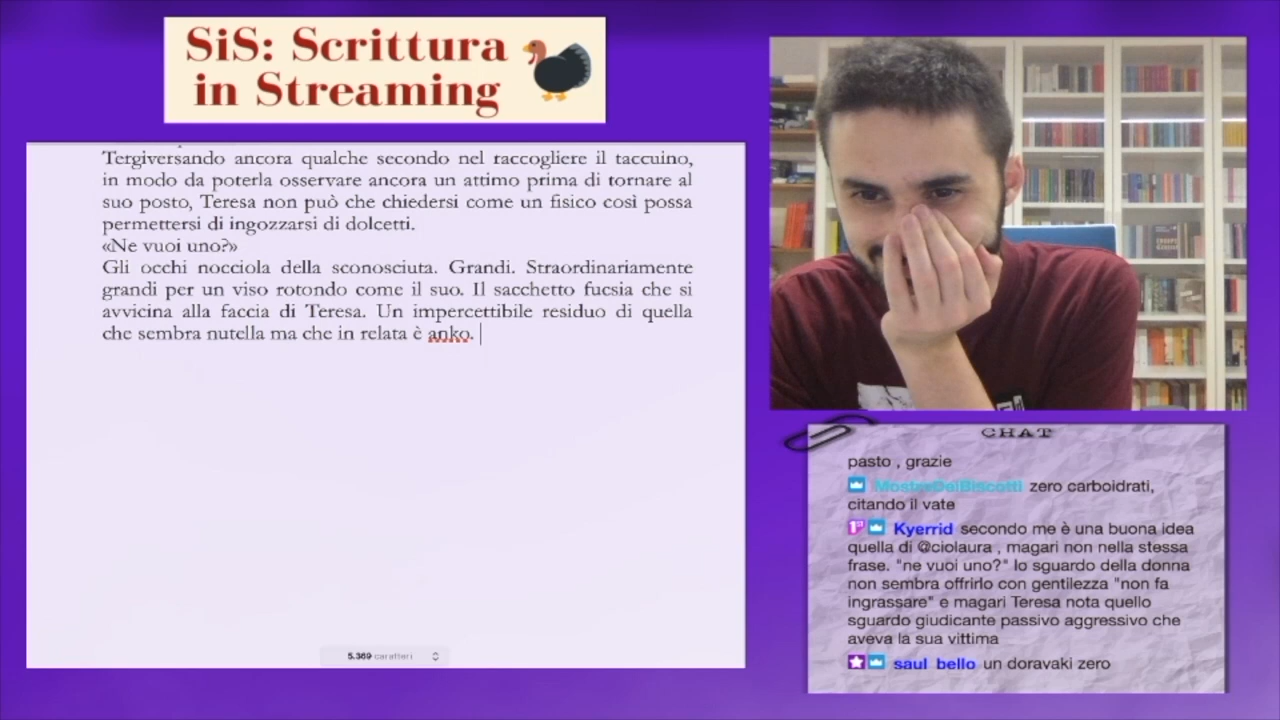 SiS: Scrittura
in Streaming
Tergiversando ancora qualche secondo nel raccogliere il taccuino,
in modo da poterla osservare ancora un attimo prima di tornare al
suo posto, Teresa non può che chiedersi come un fisico così possa
permettersi di ingozzarsi di dolcetti.
«Ne vuoi uno?»
Gli occhi nocciola della sconosciuta. Grandi. Straordinariamente
grandi per un viso rotondo come il suo. Il sacchetto fucsia che si
avvicina alla faccia di Teresa. Un impercettibile residuo di quella
che sembra nutella ma che in relata è anko.
5.369 caratteri
CHAT
pasto , grazie
MosterDeiBiscotti zero carboidrati,
citando il vate
Kyerrid secondo me è una buona idea
quella di @ciolaura , magari non nella stessa
frase. "ne vuoi uno?" lo sguardo della donna
non sembra offrirlo con gentilezza "non fa
ingrassare" e magari Teresa nota quello
sguardo giudicante passivo aggressivo che
aveva la sua vittima
saul_bello un doravaki zero